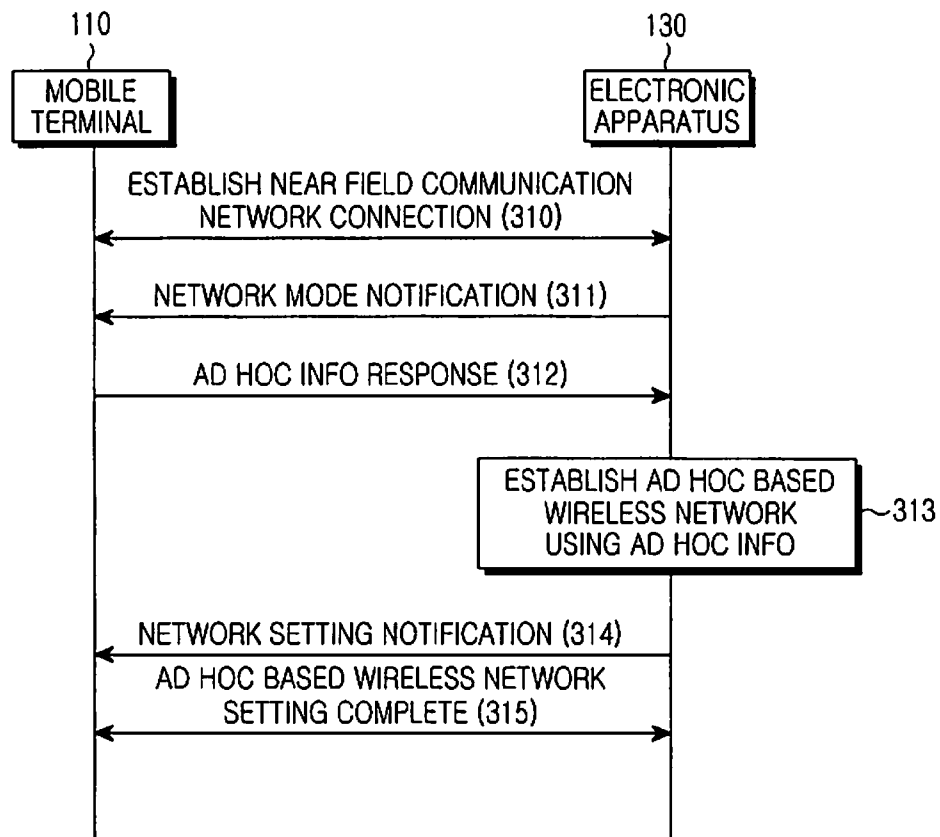 110
130
MOBILE
TERMINAL
ELECTRONIC
APPARATUS
ESTABLISH NEAR FIELD COMMUNICATION
NETWORK CONNECTION (310)
NETWORK MODE NOTIFICATION (311)
AD HOC INFO RESPONSE (312)
ESTABLISH AD HOC BASED
WIRELESS NETWORK
USING AD HOC INFO
313
NETWORK SETTING NOTIFICATION (314)
AD HOC BASED WIRELESS NETWORK
SETTING COMPLETE (315)